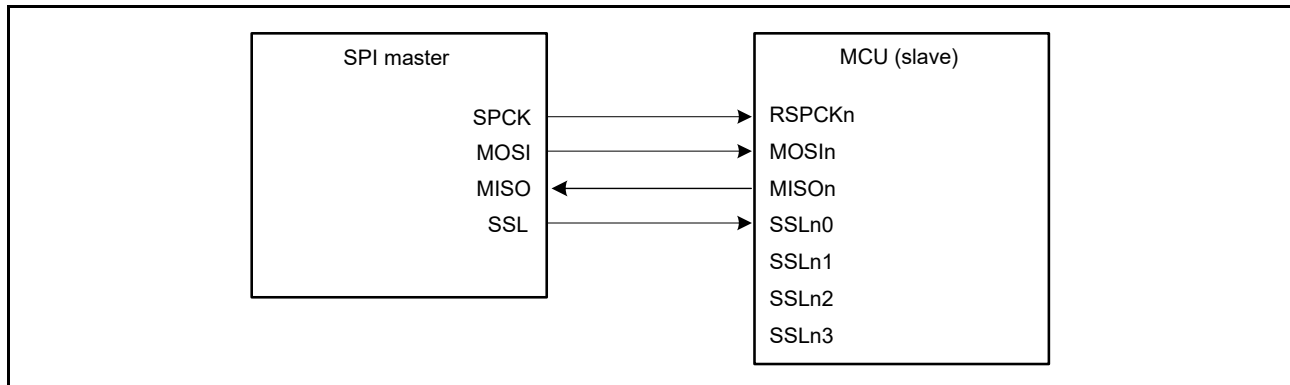 SPI master
SPCK
MOSI
MISO
SSL
MCU (slave)
RSPCKn
MOSIn
MISOn
SSLn0
SSLn1
SSLn2
SSLn3